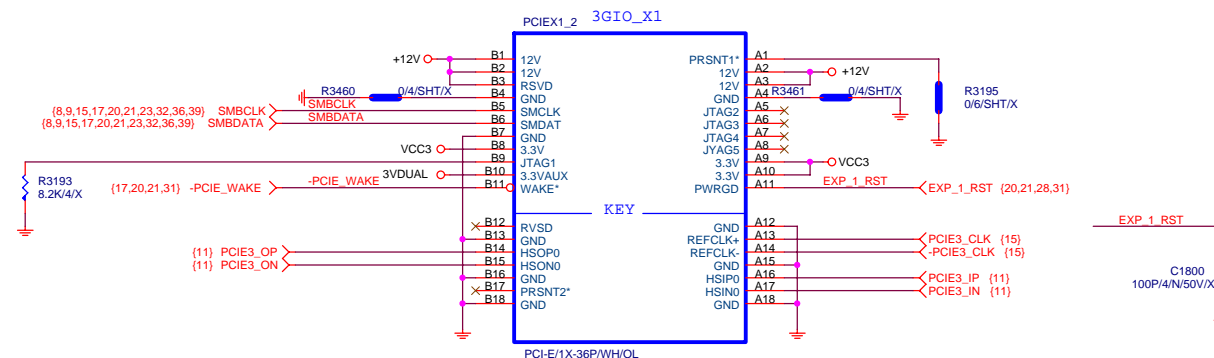 PCIEX1_2 3GIO_X1
+12V B1 12V PRSNT1* A1
B2 12V 12V A2 +12V
B3 RSVD 12V A3
R3460 0/4/SHT/X B4 GND GND A4 R3461 0/4/SHT/X R3195
{8,9,15,17,20,21,23,32,36,39} SMBCLK SMBCLK B5 SMCLK JTAG2 A5 0/6/SHT/X
{8,9,15,17,20,21,23,32,36,39} SMBDATA SMBDATA B6 SMDAT JTAG3 A6
B7 GND JTAG4 A7
VCC3 B8 3.3V JYAG5 A8
B9 JTAG1 3.3V A9 VCC3
3VDUAL B10 3.3VAUX 3.3V A10
R3193 {17,20,21,31} -PCIE_WAKE -PCIE_WAKE B11 WAKE* PWRGD A11 EXP_1_RST EXP_1_RST {20,21,28,31}
8.2K/4/X
KEY
B12 RVSD GND A12 EXP_1_RST
B13 GND REFCLK+ A13 PCIE3_CLK {15}
{11} PCIE3_OP B14 HSOP0 REFCLK- A14 -PCIE3_CLK {15}
{11} PCIE3_ON B15 HSON0 GND A15
B16 GND HSIP0 A16 PCIE3_IP {11} C1800
B17 PRSNT2* HSIN0 A17 PCIE3_IN {11} 100P/4/N/50V/X
B18 GND GND A18
PCI-E/1X-36P/WH/OL